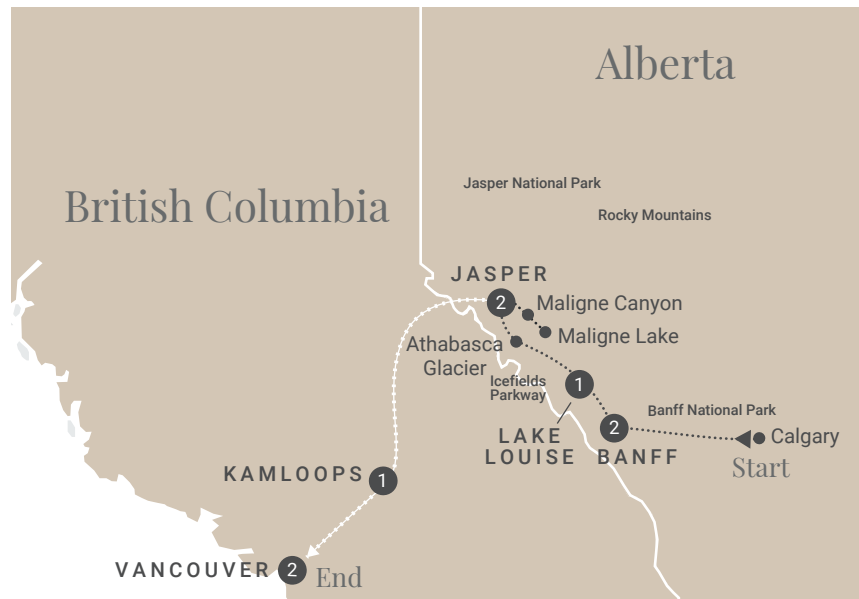 Alberta
Jasper National Park
British Columbia
Rocky Mountains
JASPER
2
Maligne Canyon
Maligne Lake
Athabasca
Glacier
Icefields
Parkway
1
Banff National Park
2
LAKE
LOUISE
BANFF
Calgary
Start
KAMLOOPS
1
VANCOUVER
2
End